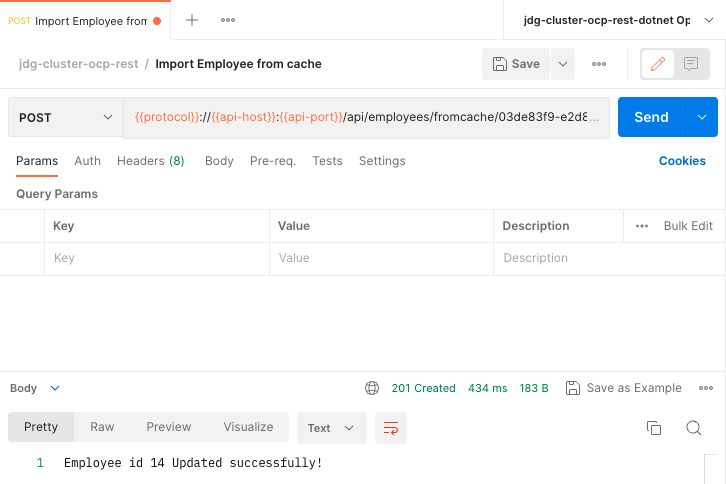 POST Import Employee from
jdg-cluster-ocp-rest-dotnet Op
jdg-cluster-ocp-rest / Import Employee from cache
Save
POST
{{protocol}}://{{api-host}}:{{api-port}}/api/employees/fromcache/03de83f9-e2d8...
Send
Params Auth Headers (8) Body Pre-req. Tests Settings Cookies
Query Params
Key Value Description Bulk Edit
Key Value Description
Body 201 Created 434 ms 183 B Save as Example
Pretty Raw Preview Visualize Text
1 Employee id 14 Updated successfully!